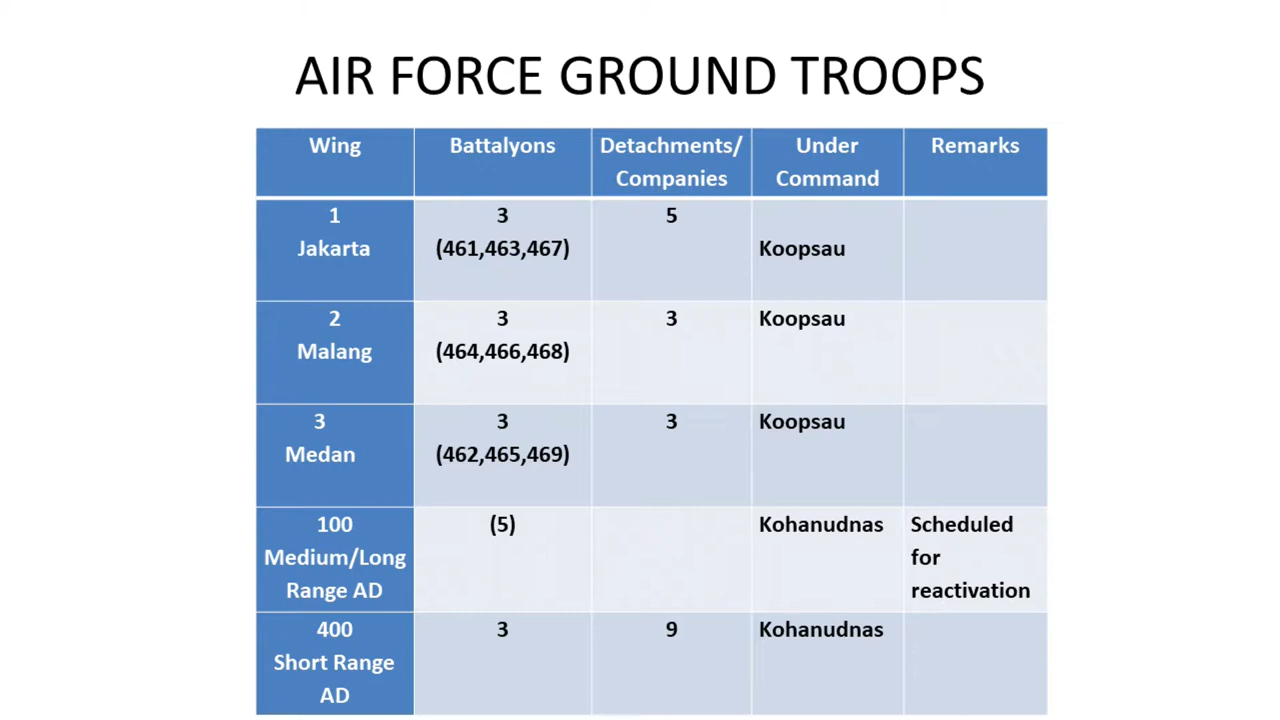 AIR FORCE GROUND TROOPS
Wing Battalyons Detachments/ Under Remarks
Companies Command
1 3 5
Jakarta (461,463,467) Koopsau
2 3 3 Koopsau
Malang (464,466,468)
3 3 3 Koopsau
Medan (462,465,469)
100 (5) Kohanudnas Scheduled
Medium/Long for
Range AD reactivation
400 3 9 Kohanudnas
Short Range
AD